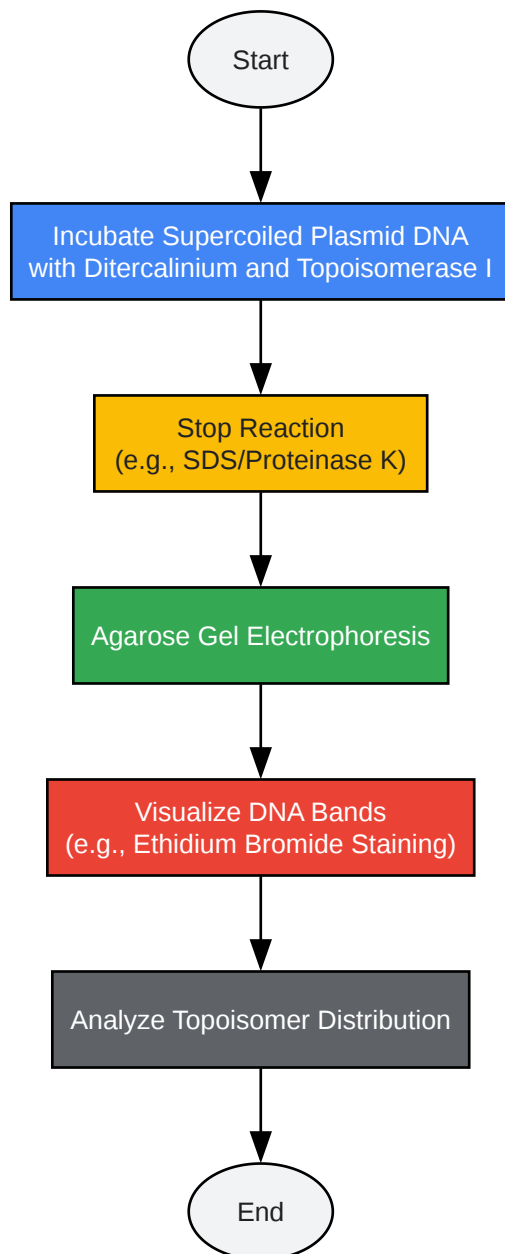 Start
Incubate Supercoiled Plasmid DNA
with Ditercalinium and Topoisomerase I
Stop Reaction
(e.g., SDS/Proteinase K)
Agarose Gel Electrophoresis
Visualize DNA Bands
(e.g., Ethidium Bromide Staining)
Analyze Topoisomer Distribution
End